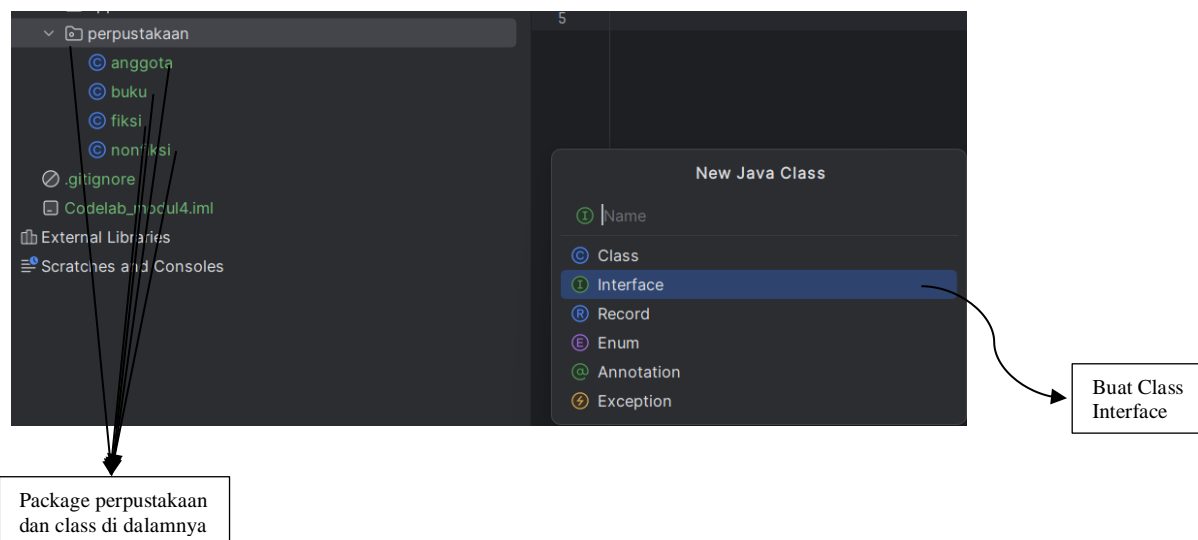 perpustakaan
anggota
buku
fiksi
nonfiksi
.gitignore
Codelab_modul4.iml
External Libraries
Scratches and Consoles
5
New Java Class
Name
Class
Interface
Record
Enum
Annotation
Exception
Buat Class
Interface
Package perpustakaan
dan class di dalamnya